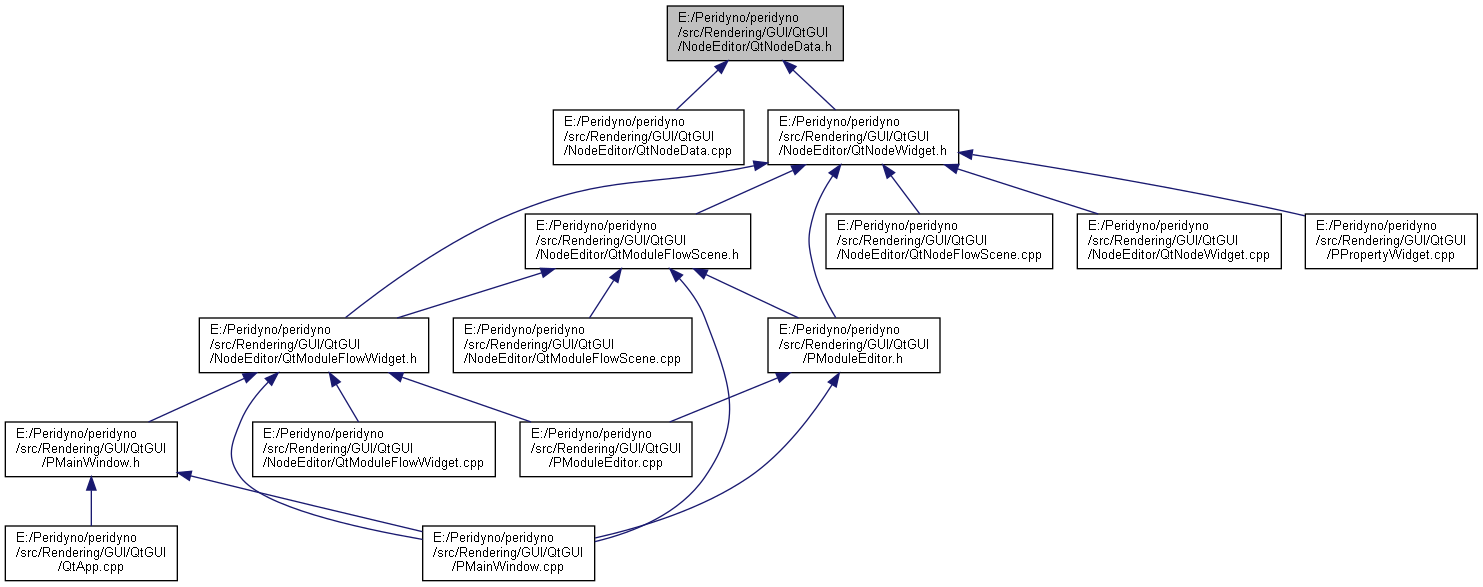 E:/Peridyno/peridyno
/src/Rendering/GUI/QtGUI
/NodeEditor/QtNodeData.h
E:/Peridyno/peridyno
/src/Rendering/GUI/QtGUI
/NodeEditor/QtNodeData.cpp
E:/Peridyno/peridyno
/src/Rendering/GUI/QtGUI
/NodeEditor/QtNodeWidget.h
E:/Peridyno/peridyno
/src/Rendering/GUI/QtGUI
/NodeEditor/QtModuleFlowScene.h
E:/Peridyno/peridyno
/src/Rendering/GUI/QtGUI
/NodeEditor/QtNodeFlowScene.cpp
E:/Peridyno/peridyno
/src/Rendering/GUI/QtGUI
/NodeEditor/QtNodeWidget.cpp
E:/Peridyno/peridyno
/src/Rendering/GUI/QtGUI
/PPropertyWidget.cpp
E:/Peridyno/peridyno
/src/Rendering/GUI/QtGUI
/NodeEditor/QtModuleFlowWidget.h
E:/Peridyno/peridyno
/src/Rendering/GUI/QtGUI
/NodeEditor/QtModuleFlowScene.cpp
E:/Peridyno/peridyno
/src/Rendering/GUI/QtGUI
/PModuleEditor.h
E:/Peridyno/peridyno
/src/Rendering/GUI/QtGUI
/PMainWindow.h
E:/Peridyno/peridyno
/src/Rendering/GUI/QtGUI
/NodeEditor/QtModuleFlowWidget.cpp
E:/Peridyno/peridyno
/src/Rendering/GUI/QtGUI
/PModuleEditor.cpp
E:/Peridyno/peridyno
/src/Rendering/GUI/QtGUI
/QtApp.cpp
E:/Peridyno/peridyno
/src/Rendering/GUI/QtGUI
/PMainWindow.cpp